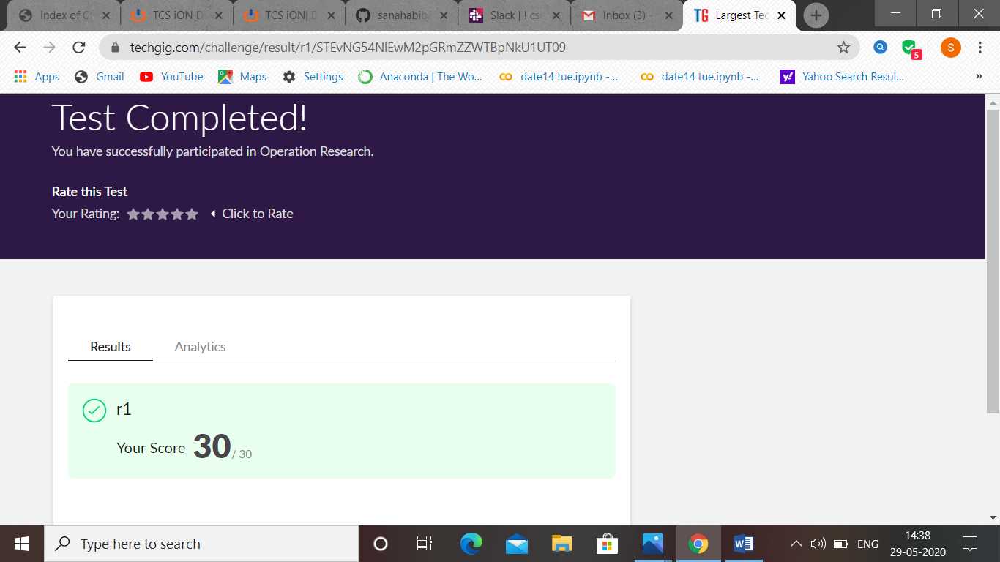 Index of C
TCS iON D
TCS iON| D
sanahabib
Slack | ! cse
Inbox (3) -
TG Largest Tec
techgig.com/challenge/result/r1/STEvNG54NlEwM2pGRmZZWTBpNkU1UT09
5
S
Apps
Gmail
YouTube
Maps
Settings
Anaconda | The Wo...
date14 tue.ipynb -...
date14 tue.ipynb -...
Yahoo Search Resul...
»
Test Completed!
You have successfully participated in Operation Research.
Rate this Test
Your Rating: Click to Rate
Results Analytics
r1
Your Score 30 / 30
Type here to search
ENG
14:38
29-05-2020